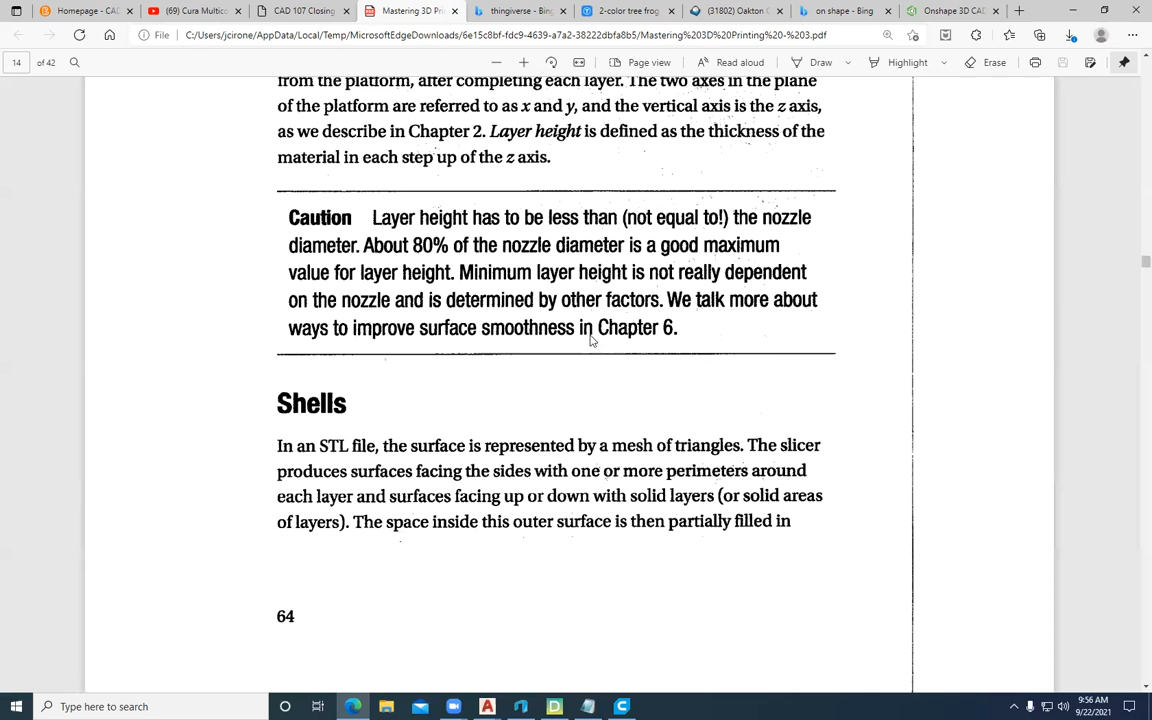 Homepage - CAD
(69) Cura Multico
CAD 107 Closing
Mastering 3D Pri
thingiverse - Bing
2-color tree frog
(31802) Oakton C
on shape - Bing
Onshape 3D CAD
File C:/Users/jcirone/AppData/Local/Temp/MicrosoftEdgeDownloads/6e15c8bf-fdc9-4639-a7a2-38222dbfa8b5/Mastering%203D%20Printing%20-%203.pdf
14 of 42
Page view
Read aloud
Draw
Highlight
Erase
from the platform, after completing each layer. The two axes in the plane
of the platform are referred to as x and y, and the vertical axis is the z axis,
as we describe in Chapter 2. Layer height is defined as the thickness of the
material in each step up of the z axis.
Caution Layer height has to be less than (not equal to!) the nozzle
diameter. About 80% of the nozzle diameter is a good maximum
value for layer height. Minimum layer height is not really dependent
on the nozzle and is determined by other factors. We talk more about
ways to improve surface smoothness in Chapter 6.
Shells
In an STL file, the surface is represented by a mesh of triangles. The slicer
produces surfaces facing the sides with one or more perimeters around
each layer and surfaces facing up or down with solid layers (or solid areas
of layers). The space inside this outer surface is then partially filled in
64
Type here to search
9:56 AM
9/22/2021